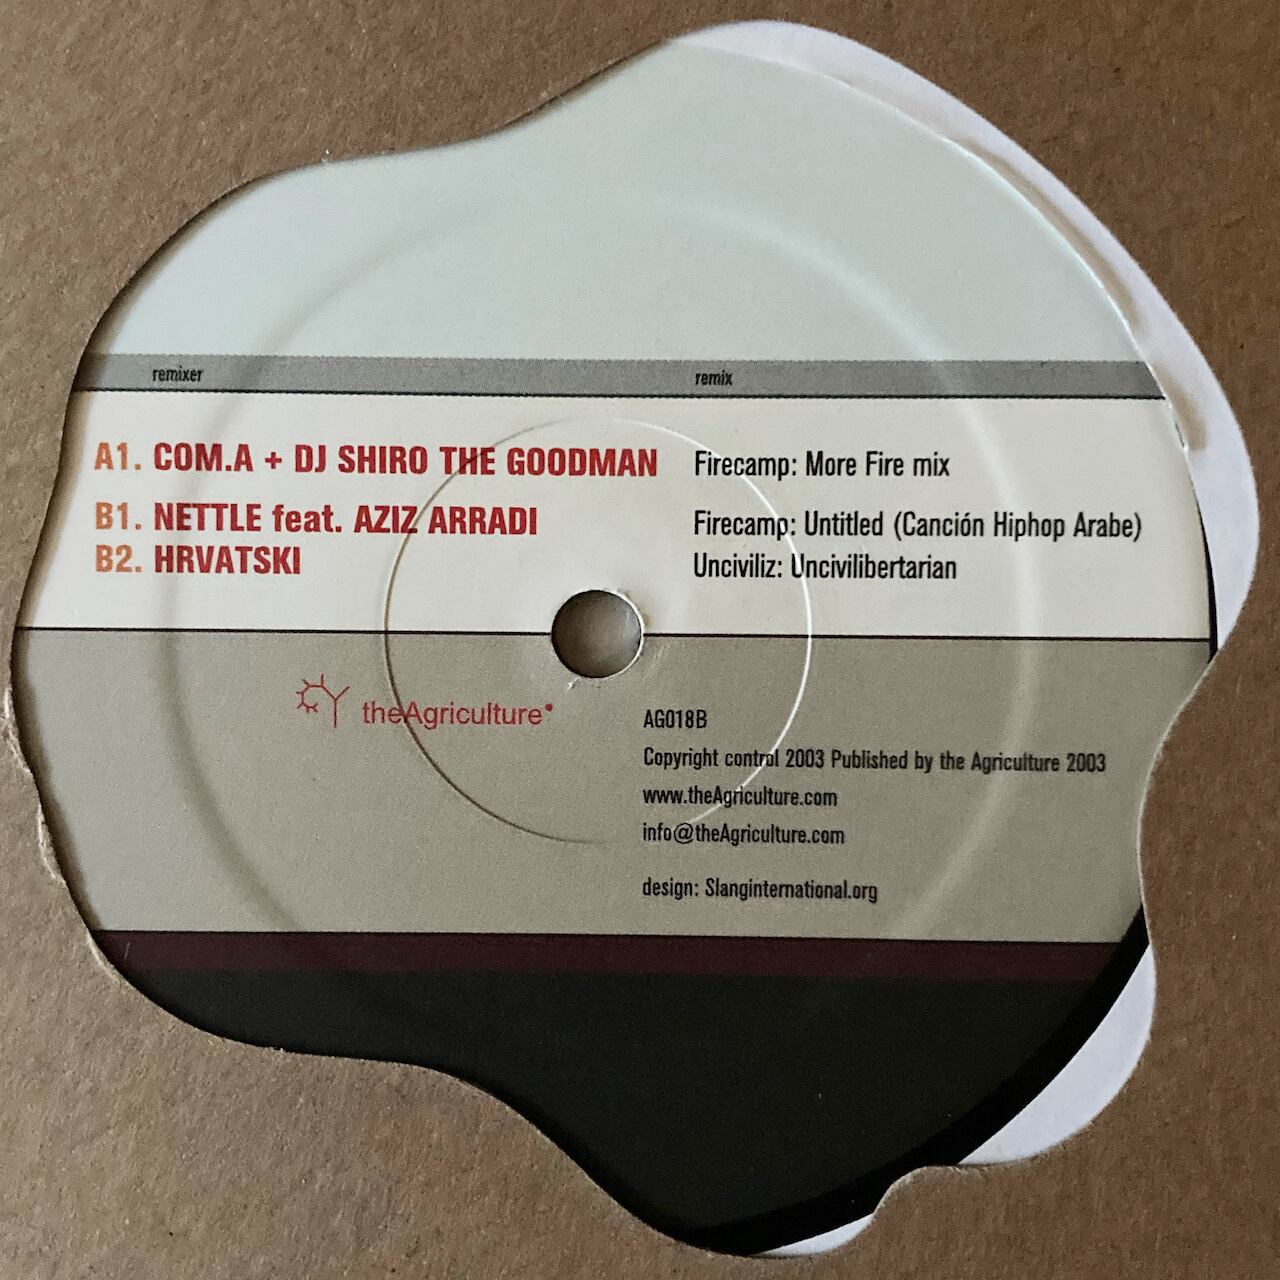 remixer remix
A1. COM.A + DJ SHIRO THE GOODMAN Firecamp: More Fire mix
B1. NETTLE feat. AZIZ ARRADI Firecamp: Untitled (Canción Hiphop Arabe)
B2. HRVATSKI Unciviliz: Uncivilibertarian
theAgriculture*
AG018B
Copyright control 2003 Published by the Agriculture 2003
www.theAgriculture.com
info@theAgriculture.com
design: Slanginternational.org